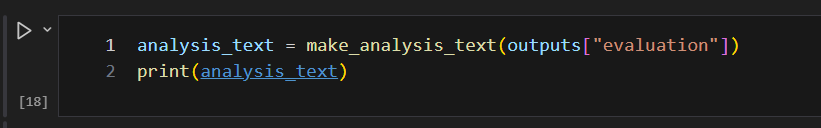 1 analysis_text = make_analysis_text(outputs["evaluation"])
2 print(analysis_text)
[18]